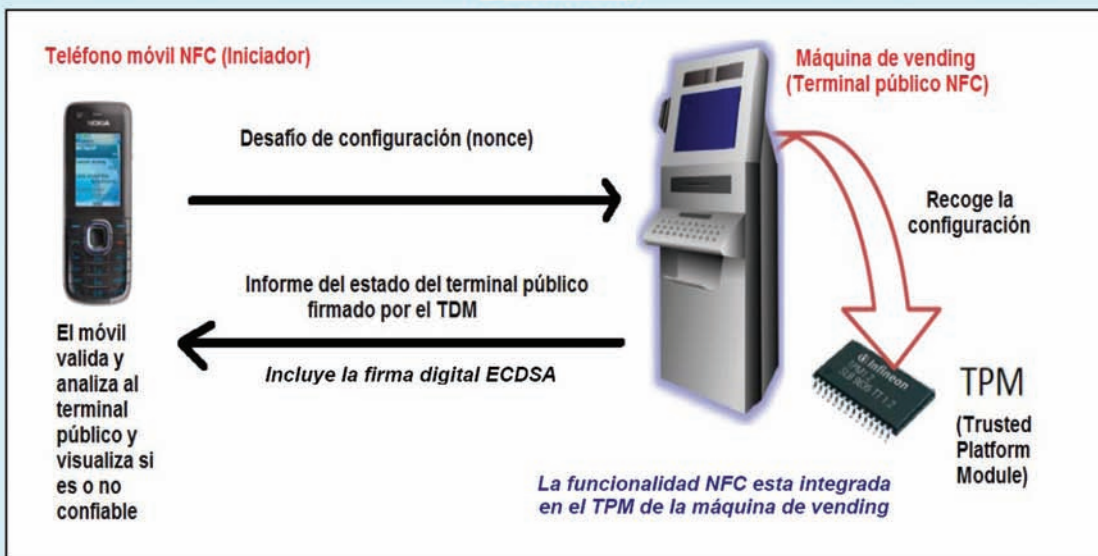 Teléfono móvil NFC (Iniciador)
NOKIA
El móvil
valida y
analiza al
terminal
público y
visualiza si
es o no
confiable
Desafío de configuración (nonce)
Informe del estado del terminal público
firmado por el TDM
Incluye la firma digital ECDSA
Máquina de vending
(Terminal público NFC)
Recoge la
configuración
Infineon
TPM
(Trusted
Platform
Module)
La funcionalidad NFC esta integrada
en el TPM de la máquina de vending